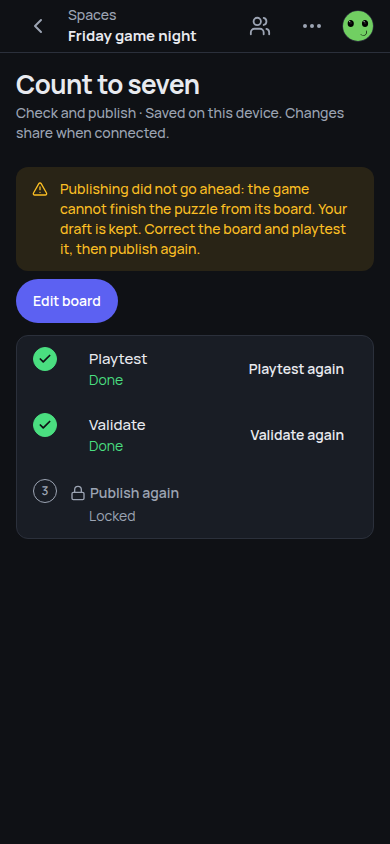 Spaces
Friday game night
Count to seven
Check and publish · Saved on this device. Changes
share when connected.
Publishing did not go ahead: the game
cannot finish the puzzle from its board. Your
draft is kept. Correct the board and playtest
it, then publish again.
Edit board
Playtest
Done
Playtest again
Validate
Done
Validate again
3
Publish again
Locked